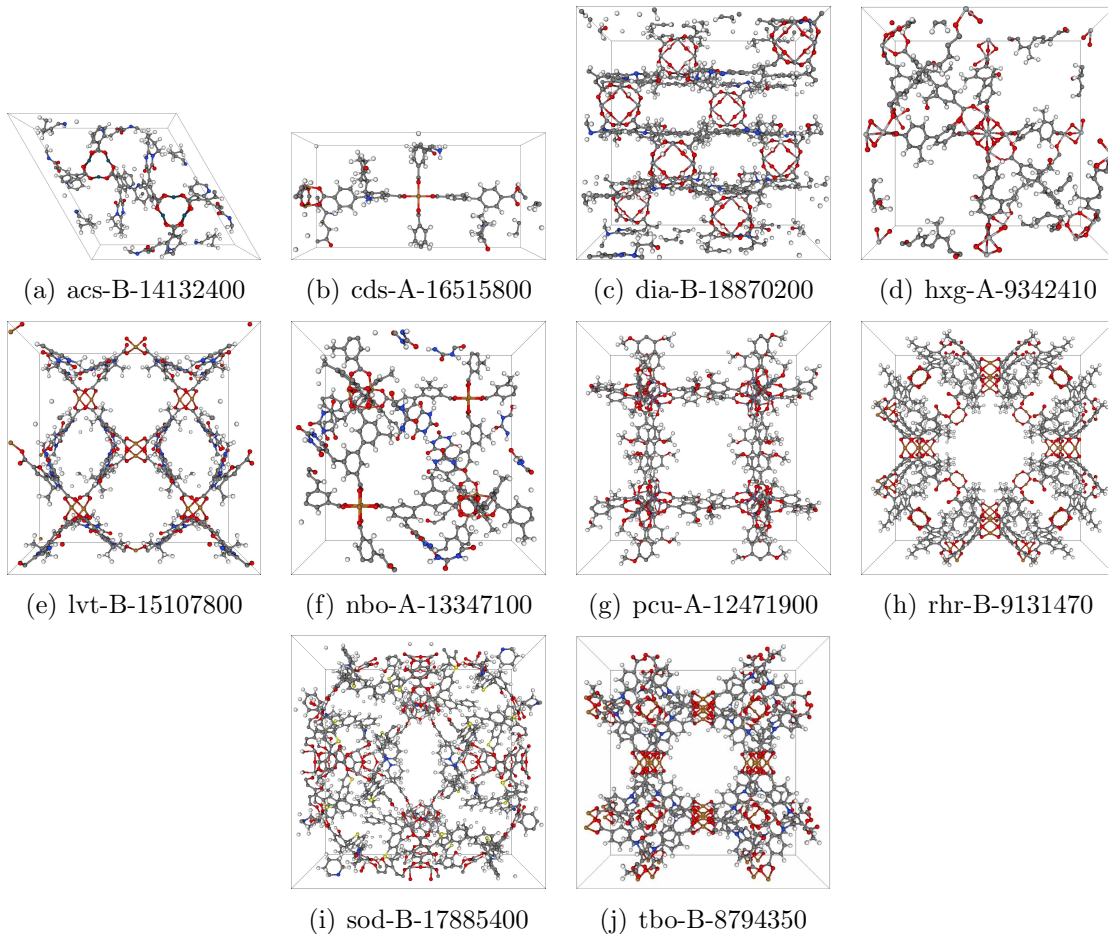 (a) acs-B-14132400
(b) cds-A-16515800
(c) dia-B-18870200
(d) hxg-A-9342410
(e) lvt-B-15107800
(f) nbo-A-13347100
(g) pcu-A-12471900
(h) rhr-B-9131470
(i) sod-B-17885400
(j) tbo-B-8794350